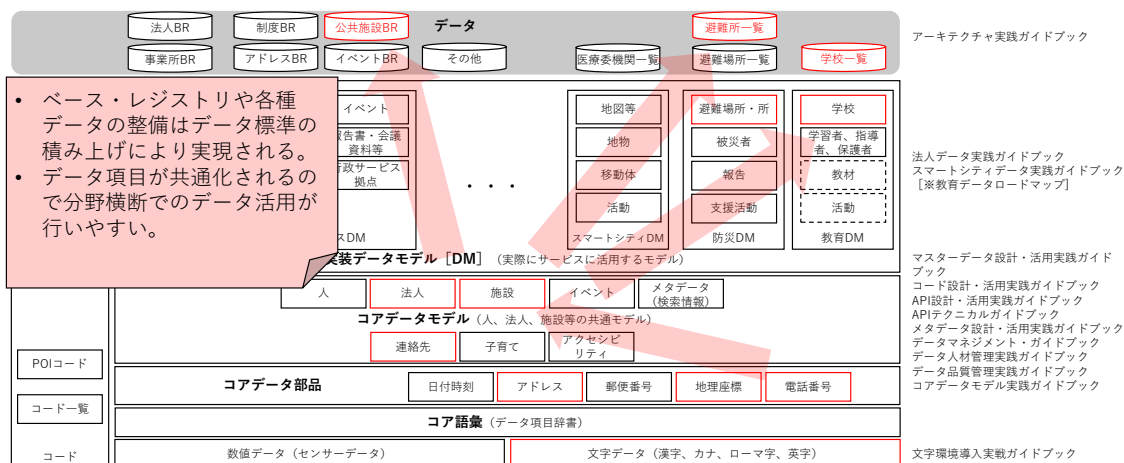 法人BR
制度BR
公共施設BR
データ
避難所一覧
事業所BR
アドレスBR
イベントBR
その他
医療委機関一覧
避難場所一覧
学校一覧
アーキテクチャ実践ガイドブック
• ベース・レジストリや各種
データの整備はデータ標準の
積み上げにより実現される。
• データ項目が共通化されるの
で分野横断でのデータ活用が
行いやすい。
イベント
報告書・会議
資料等
行政サービス
拠点
スDM
・・・
地図等
地物
移動体
活動
スマートシティDM
避難場所・所
被災者
報告
支援活動
防災DM
学校
学習者、指導
者、保護者
教材
活動
教育DM
法人データ実践ガイドブック
スマートシティデータ実践ガイドブック
[※教育データロードマップ]
実装データモデル[DM](実際にサービスに活用するモデル)
人
法人
施設
イベント
メタデータ
(検索情報)
コアデータモデル(人、法人、施設等の共通モデル)
連絡先
子育て
アクセシビ
リティ
マスターデータ設計・活用実践ガイド
ブック
コード設計・活用実践ガイドブック
API設計・活用実践ガイドブック
APIテクニカルガイドブック
メタデータ設計・活用実践ガイドブック
データマネジメント・ガイドブック
データ人材管理実践ガイドブック
データ品質管理実践ガイドブック
コアデータモデル実践ガイドブック
POIコード
コード一覧
コード
コアデータ部品
日付時刻
アドレス
郵便番号
地理座標
電話番号
コア語彙(データ項目辞書)
数値データ(センサーデータ)
文字データ(漢字、カナ、ローマ字、英字)
文字環境導入実戦ガイドブック